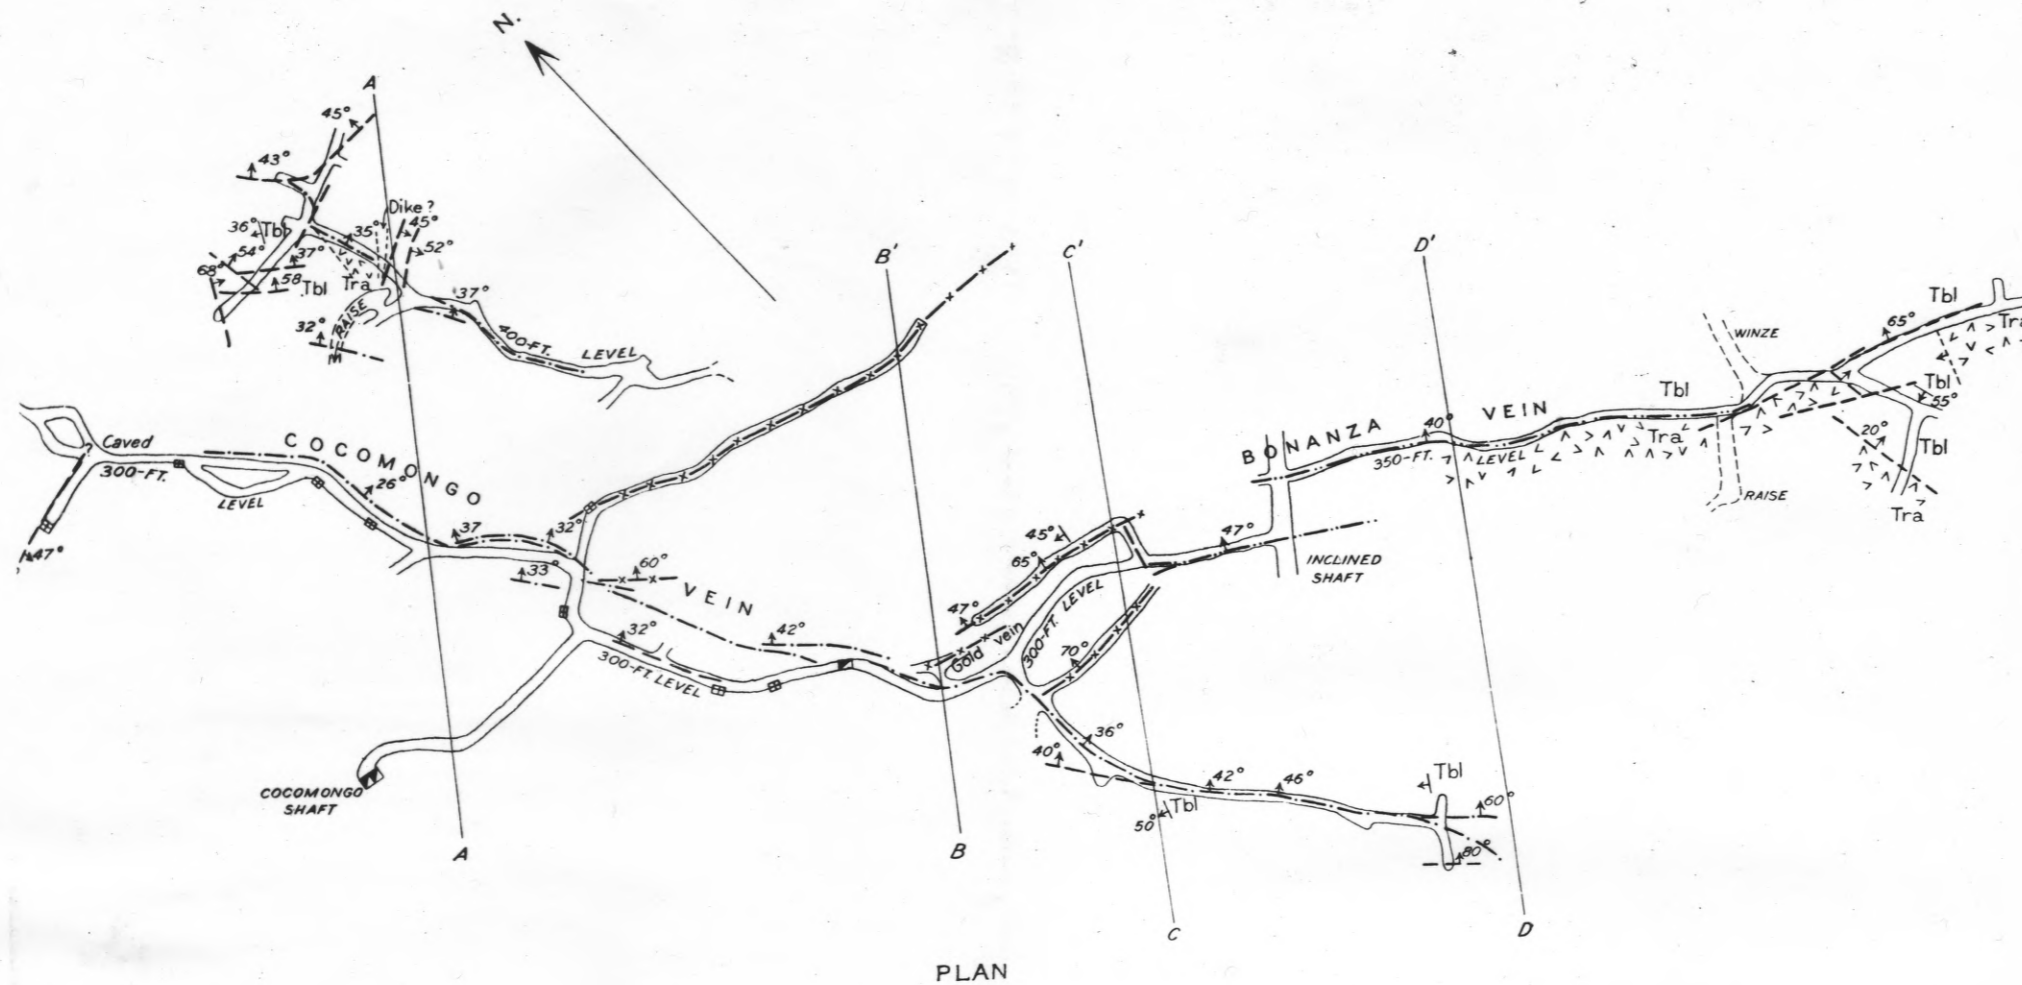 N.
A
45°
43°
Dike?
36° Tbl
35°
45°
54°
37°
52°
68°
58 Tbl
Tra
37°
32°
RAISE
400-FT. LEVEL
B'
C'
D'
Tbl
65°
Tra
WINZE
Tbl
Tbl
55°
BONANZA VEIN
40°
350-FT. LEVEL
Tra
20°
Tbl
RAISE
Tra
Caved
300-FT. LEVEL
COCOMONGO VEIN
26°
37
32°
47°
33°
60°
45°
65°
47°
INCLINED
SHAFT
47°
Gold vein
300-FT. LEVEL
70°
32°
42°
300-FT. LEVEL
36°
40°
42°
46°
Tbl
Tbl
50°
60°
80°
COCOMONGO
SHAFT
A
B
C
D
PLAN